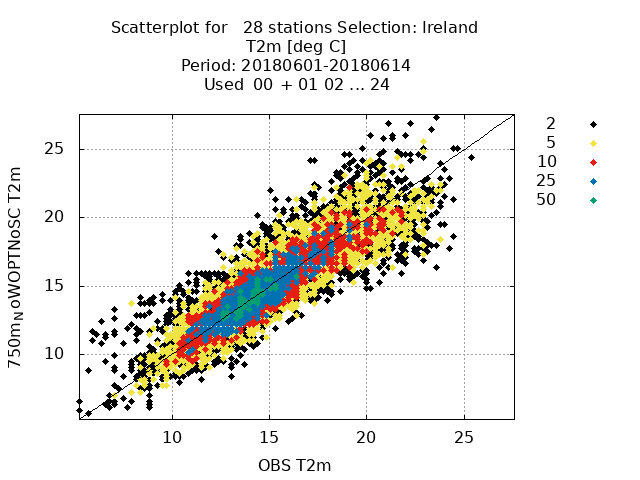 Scatterplot for 28 stations Selection: Ireland
T2m [deg C]
Period: 20180601-20180614
Used 00 + 01 02 ... 24
2
5
10
25
50
25
20
15
10
750m_NoWOPTNoSC T2m
10 15 20 25
OBS T2m